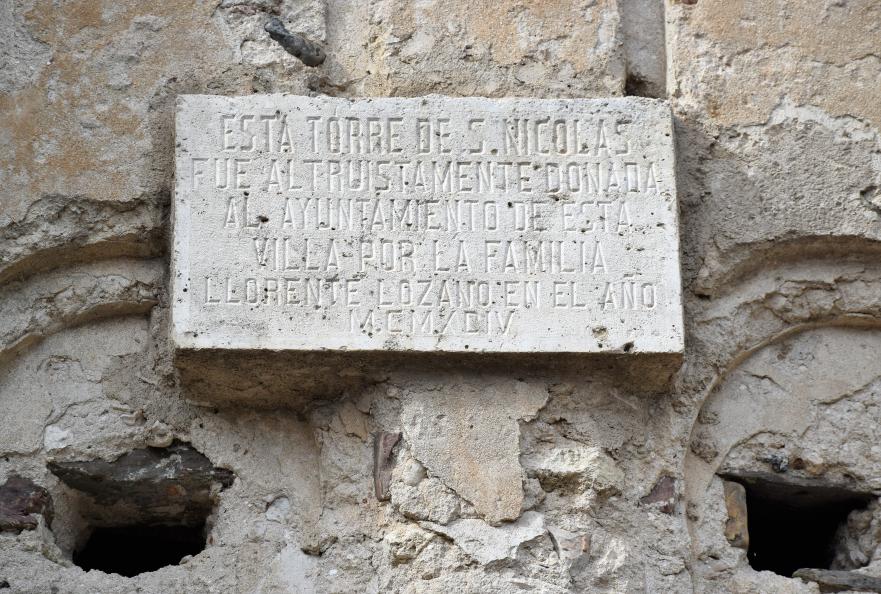 ESTA TORRE DE S. NICOLAS
FUE ALTRUISTAMENTE DONADA
AL AYUNTAMIENTO DE ESTA
VILLA POR LA FAMILIA
LLORENTE LOZANO EN EL AÑO
MCMXCIV